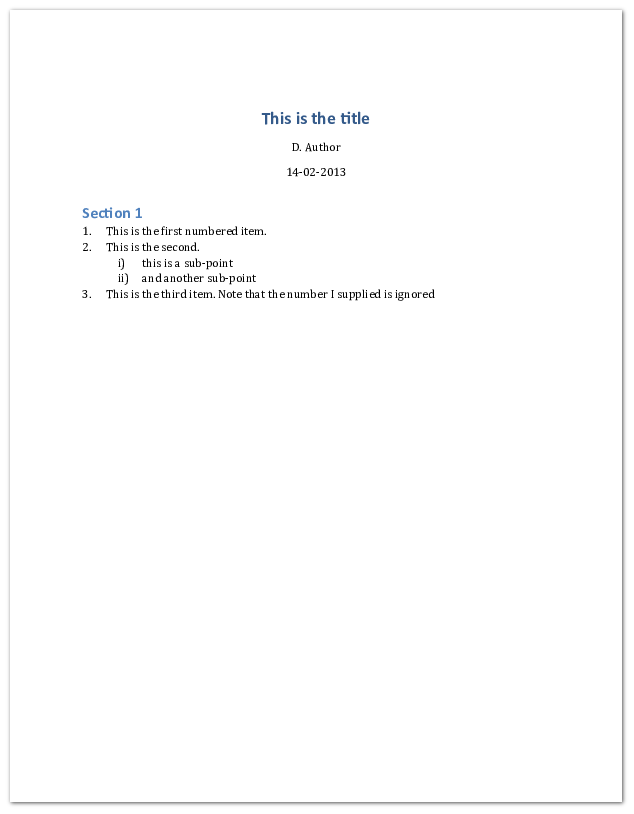 This is the title
D. Author
14-02-2013
Section 1
1. This is the first numbered item.
2. This is the second.
i) this is a sub-point
ii) and another sub-point
3. This is the third item. Note that the number I supplied is ignored